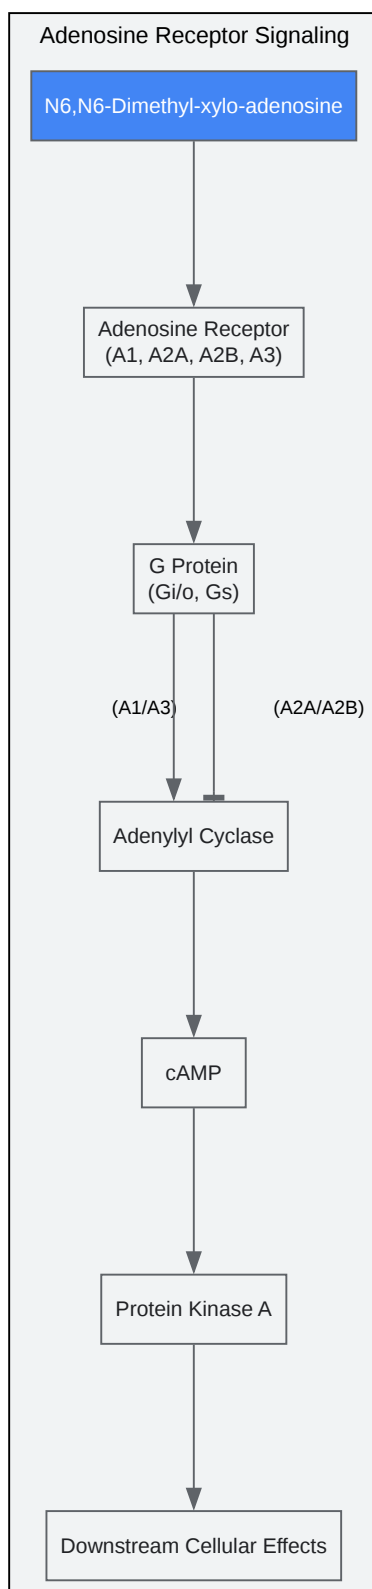 Adenosine Receptor Signaling
N6,N6-Dimethyl-xylo-adenosine
Adenosine Receptor
(A1, A2A, A2B, A3)
G Protein
(Gi/o, Gs)
(A1/A3)
(A2A/A2B)
Adenylyl Cyclase
cAMP
Protein Kinase A
Downstream Cellular Effects